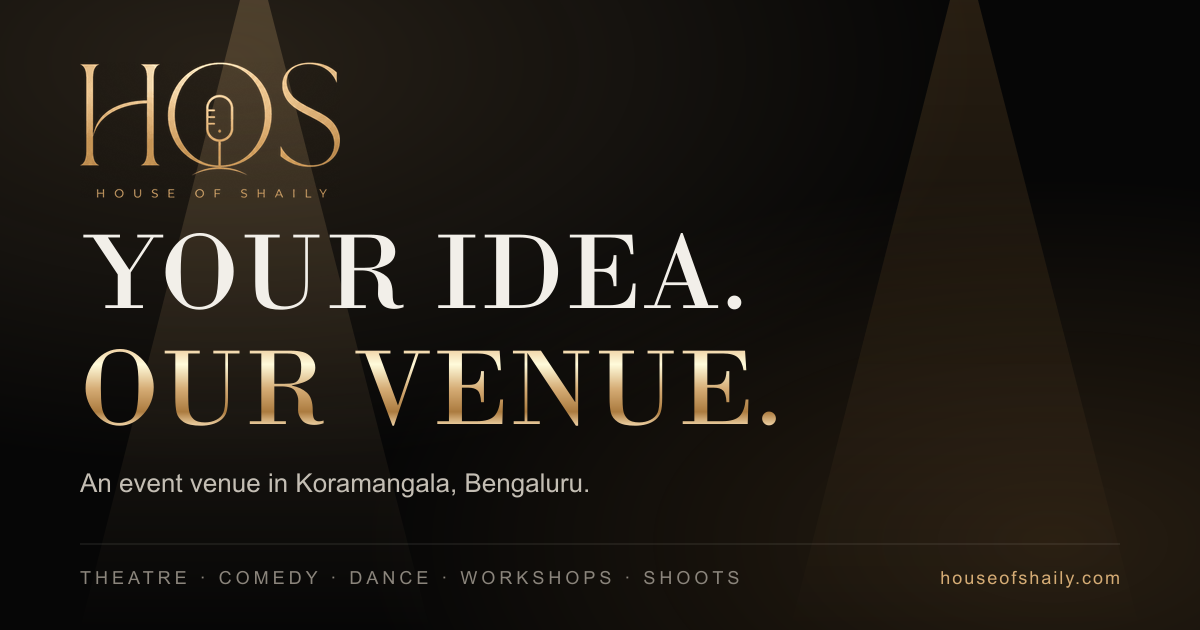 HOS
HOUSE OF SHAILY
YOUR IDEA.
OUR VENUE.
An event venue in Koramangala, Bengaluru.
THEATRE · COMEDY · DANCE · WORKSHOPS · SHOOTS
houseofshaily.com